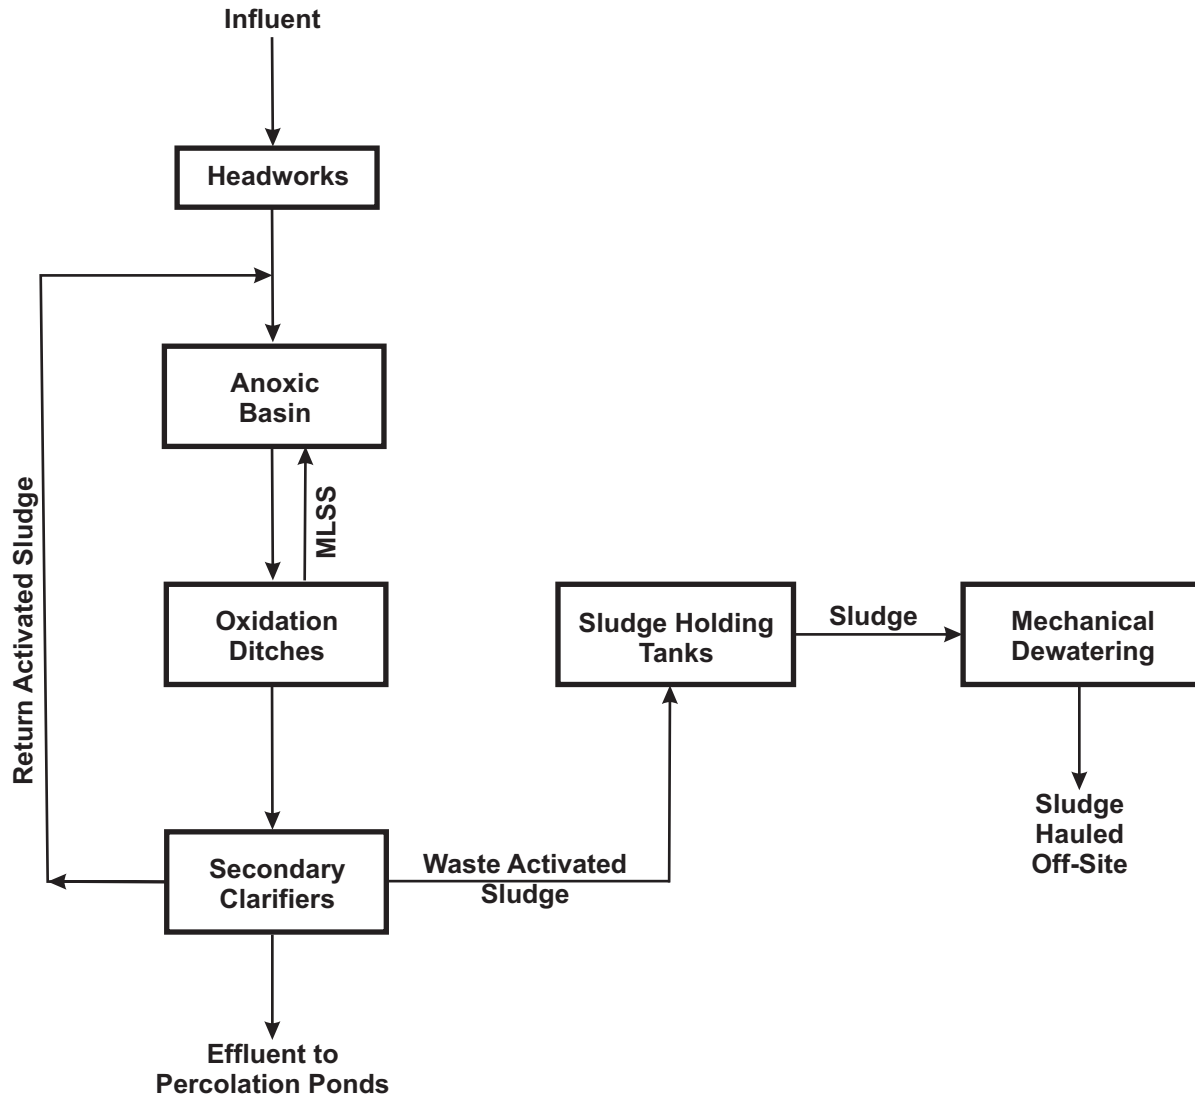 Influent
Headworks
Anoxic
Basin
MLSS
Return Activated Sludge
Oxidation
Ditches
Sludge Holding
Tanks
Sludge
Mechanical
Dewatering
Secondary
Clarifiers
Waste Activated
Sludge
Sludge
Hauled
Off-Site
Effluent to
Percolation Ponds